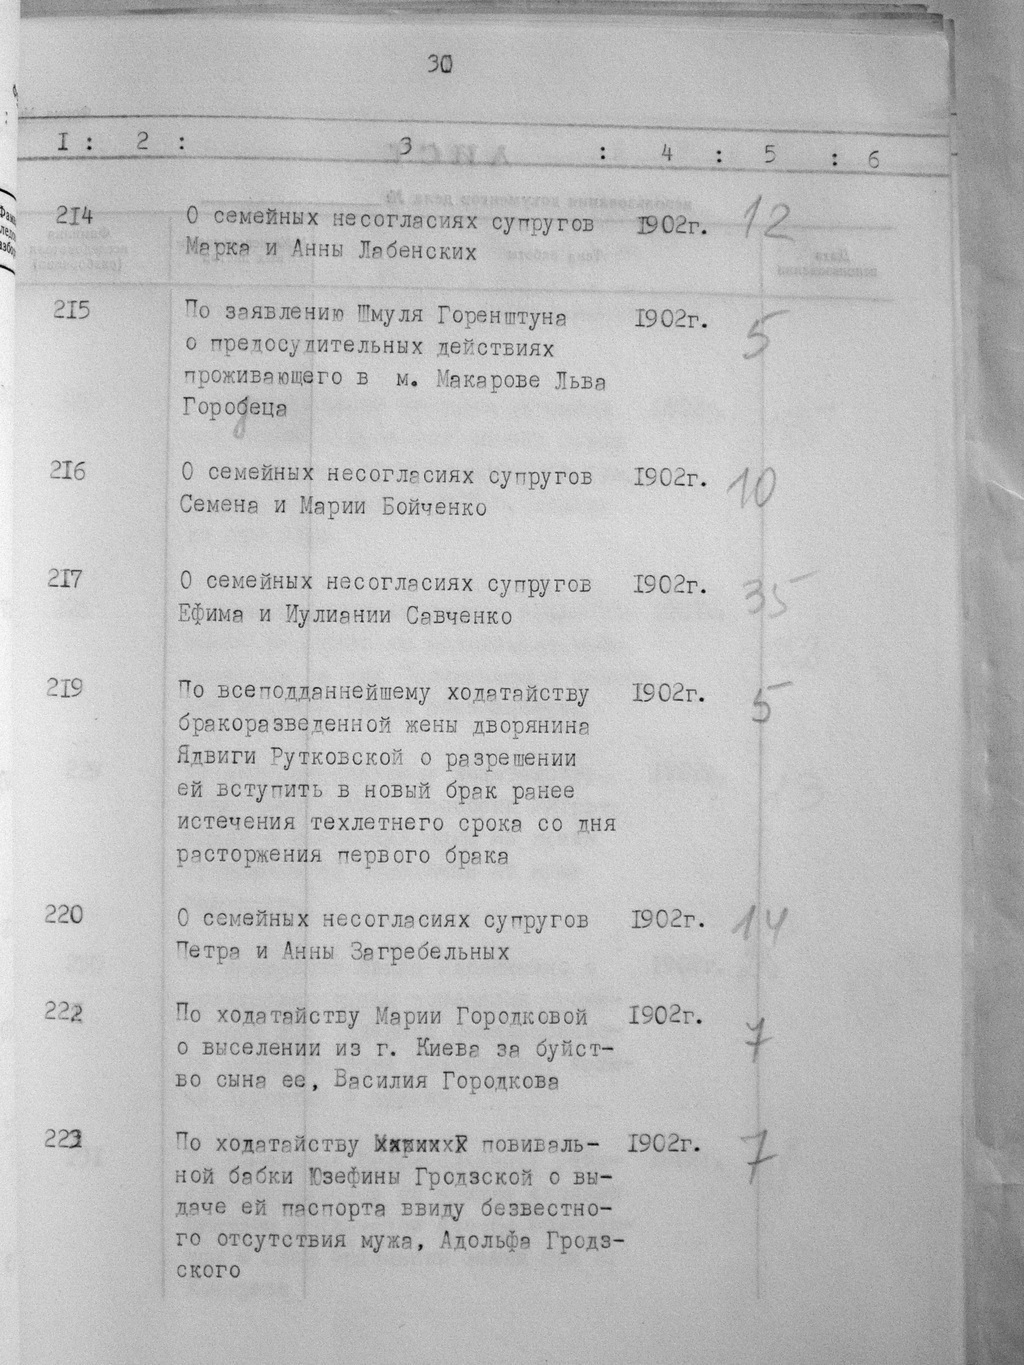 30
I : 2 : 3 : 4 : 5 : 6
2I4 О семейных несогласиях супругов I902г. 12
Марка и Анны Лабенских
2I5 По заявлению Шмуля Горенштуна I902г. 5
о предосудительных действиях
проживающего в м. Макарове Льва
Горобеца
2I6 О семейных несогласиях супругов I902г. 10
Семена и Марии Бойченко
2I7 О семейных несогласиях супругов I902г. 35
Ефима и Иулиании Савченко
2I9 По всеподданнейшему ходатайству I902г. 5
бракоразведенной жены дворянина
Ядвиги Рутковской о разрешении
ей вступить в новый брак ранее
истечения техлетнего срока со дня
расторжения первого брака
220 О семейных несогласиях супругов I902г. 14
Петра и Анны Загребельных
222 По ходатайству Марии Городковой I902г. 7
о выселении из г. Киева за буйст-
во сына ее, Василия Городкова
223 По ходатайству повиваль- I902г. 7
ной бабки Юзефины Гродзской о вы-
даче ей паспорта ввиду безвестно-
го отсутствия мужа, Адольфа Гродз-
ского